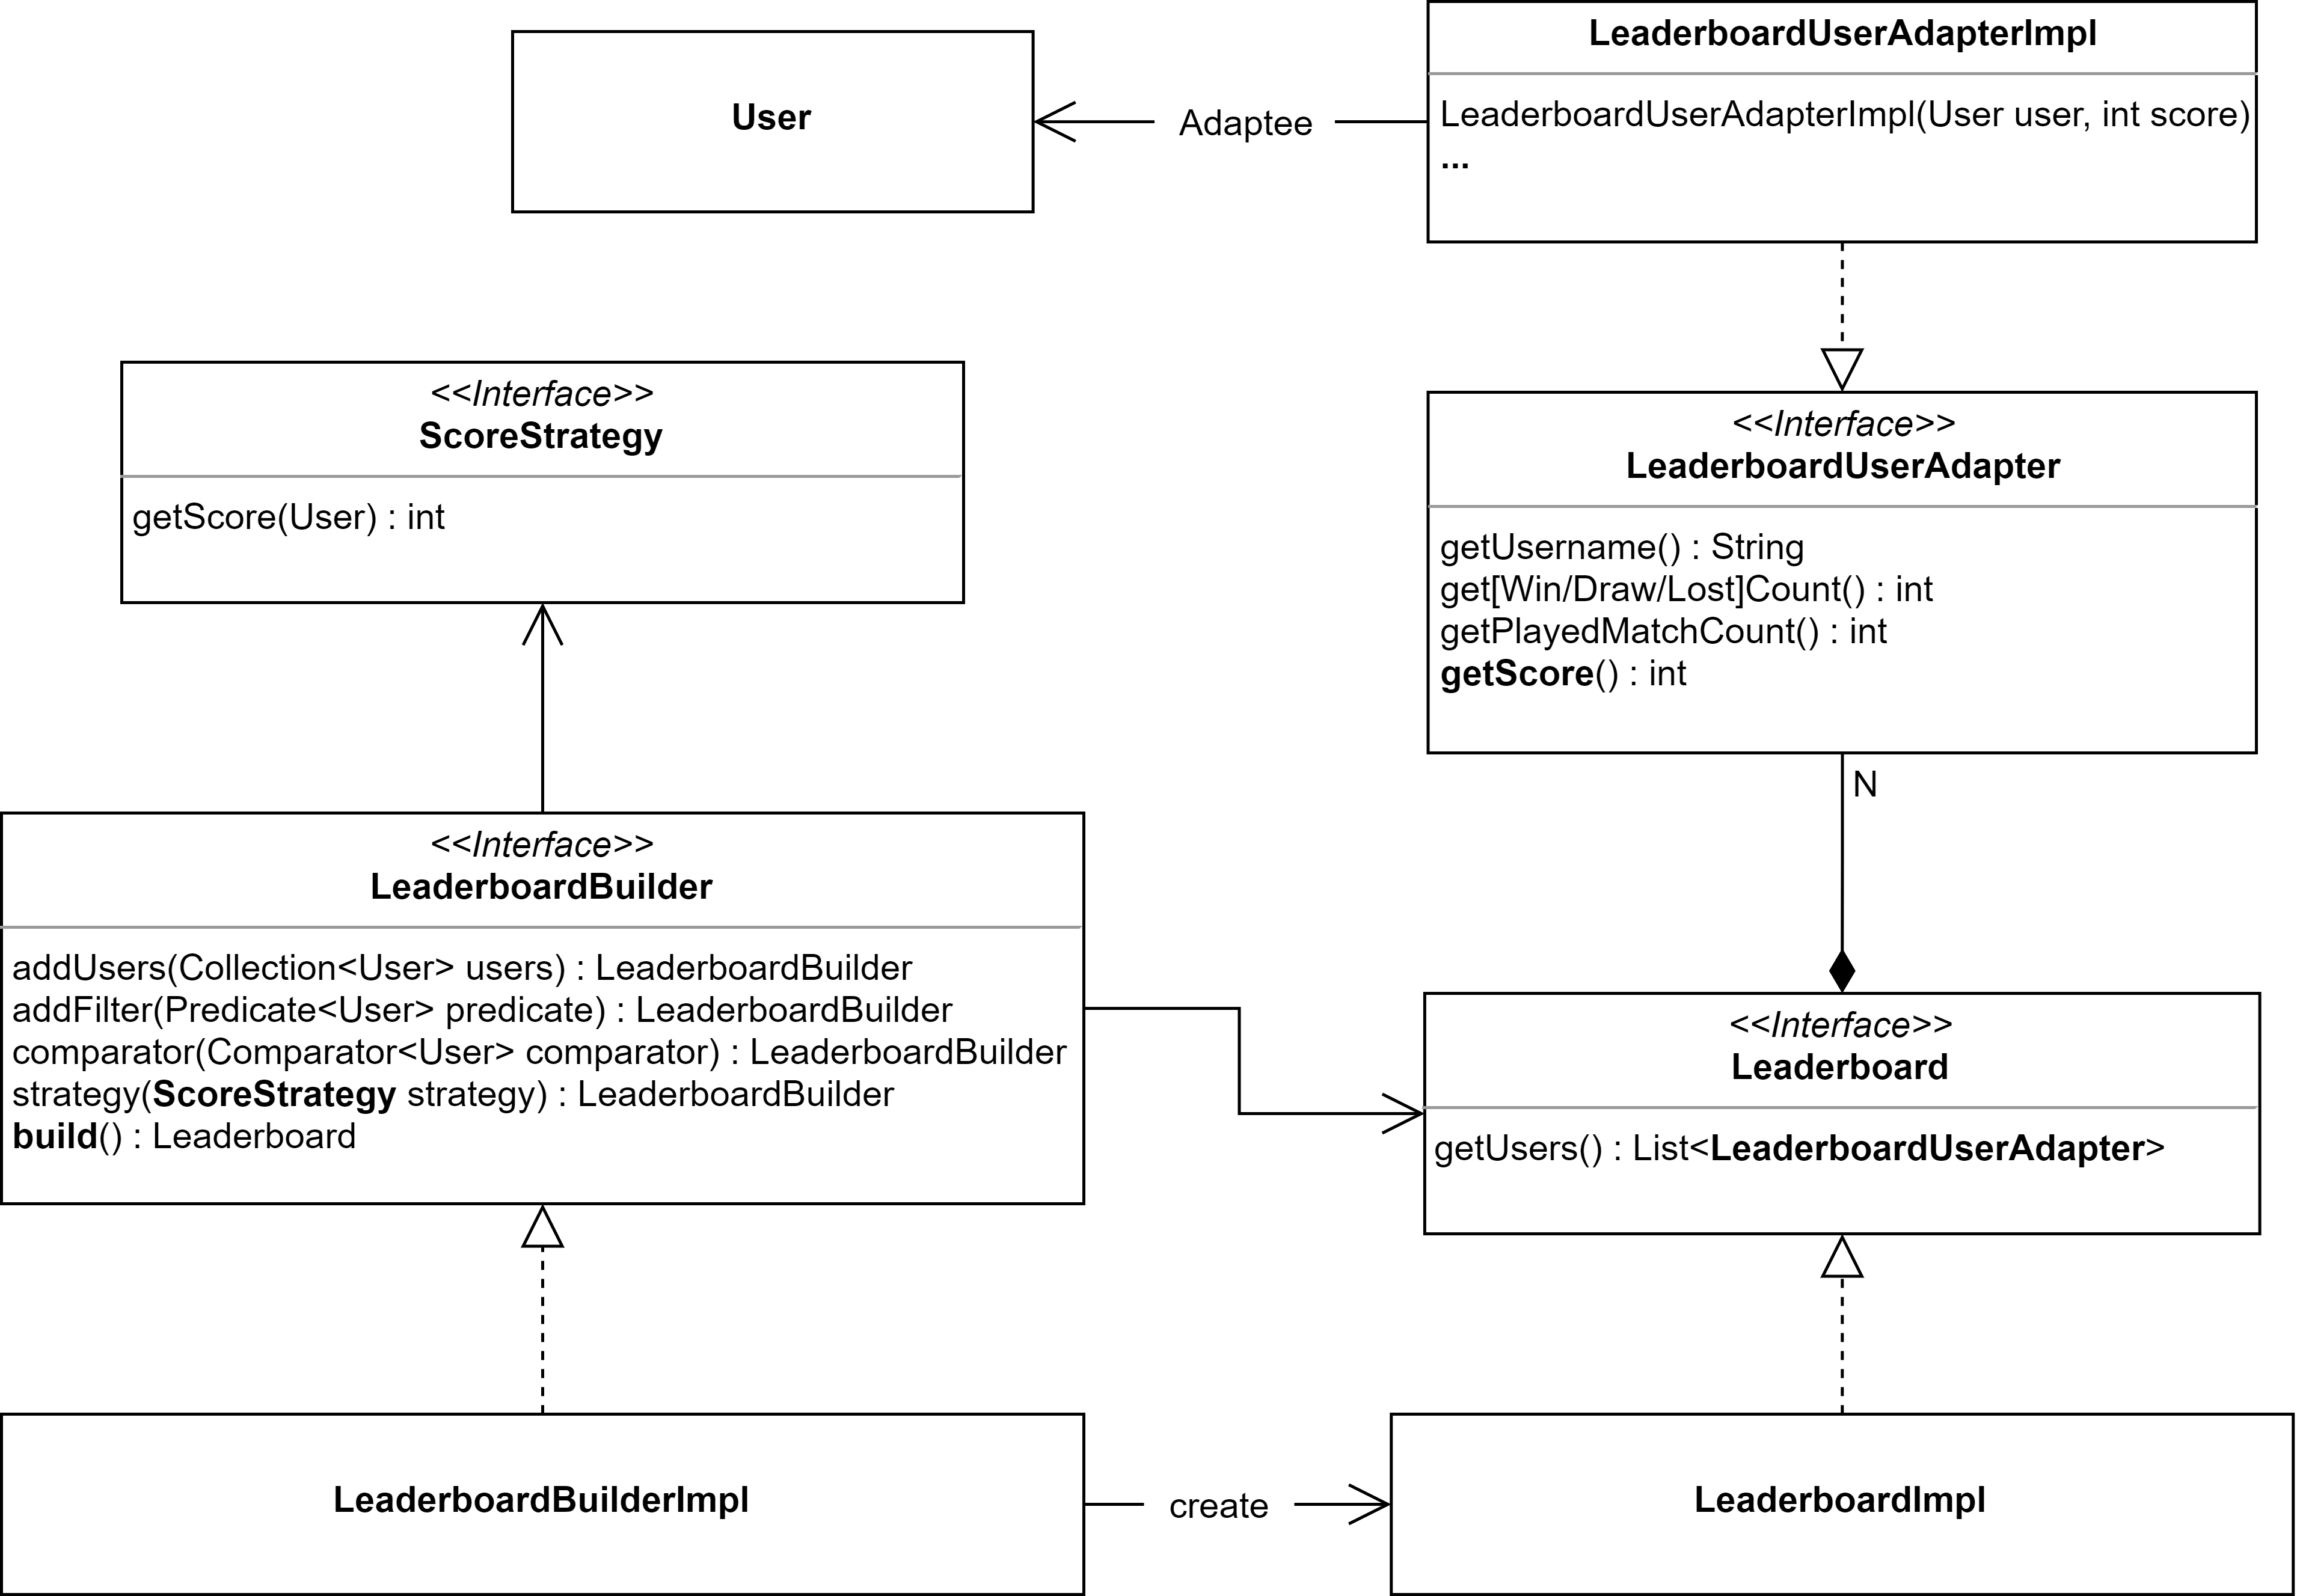 LeaderboardUserAdapterImpl
User
Adaptee
LeaderboardUserAdapterImpl(User user, int score)
...
<<Interface>>
ScoreStrategy
getScore(User) : int
<<Interface>>
LeaderboardUserAdapter
getUsername() : String
get[Win/Draw/Lost]Count() : int
getPlayedMatchCount() : int
getScore() : int
N
<<Interface>>
LeaderboardBuilder
addUsers(Collection<User> users) : LeaderboardBuilder
addFilter(Predicate<User> predicate) : LeaderboardBuilder
comparator(Comparator<User> comparator) : LeaderboardBuilder
strategy(ScoreStrategy strategy) : LeaderboardBuilder
build() : Leaderboard
<<Interface>>
Leaderboard
getUsers() : List<LeaderboardUserAdapter>
LeaderboardBuilderImpl
create
LeaderboardImpl